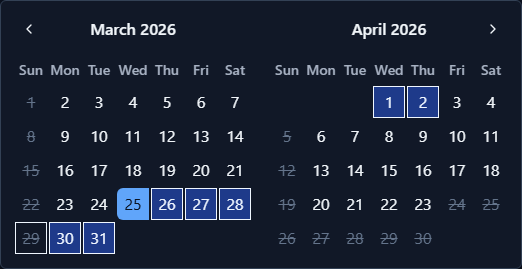 March 2026
Sun Mon Tue Wed Thu Fri Sat
1 2 3 4 5 6 7
8 9 10 11 12 13 14
15 16 17 18 19 20 21
22 23 24 25 26 27 28
29 30 31
April 2026
Sun Mon Tue Wed Thu Fri Sat
1 2 3 4
5 6 7 8 9 10 11
12 13 14 15 16 17 18
19 20 21 22 23 24 25
26 27 28 29 30